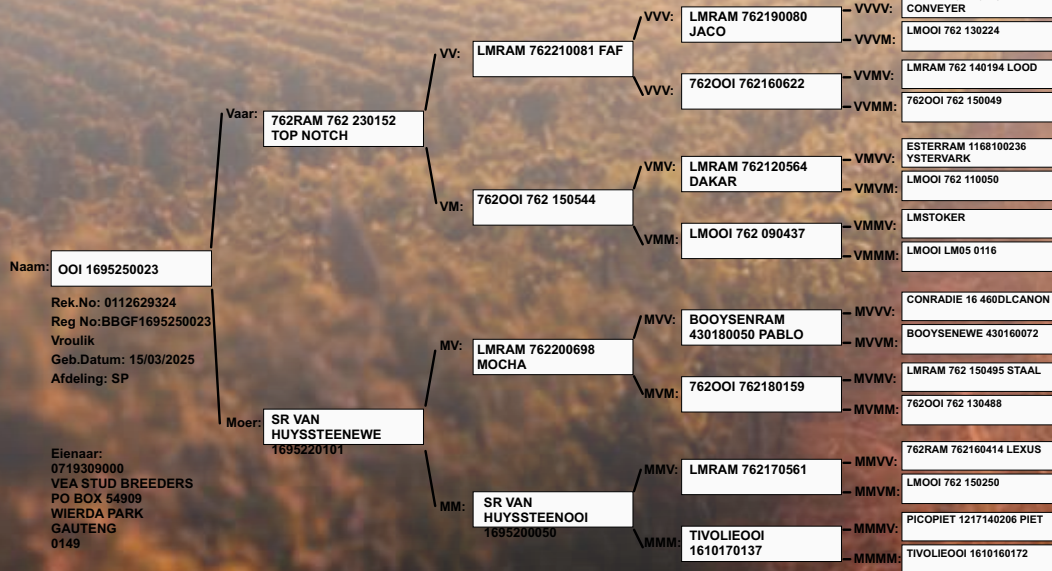 Naam:
OOI 1695250023
Rek.No: 0112629324
Reg No:BBGF1695250023
Vroulik
Geb.Datum: 15/03/2025
Afdeling: SP
Eienaar:
0719309000
VEA STUD BREEDERS
PO BOX 54909
WIERDA PARK
GAUTENG
0149
Vaar:
762RAM 762 230152
TOP NOTCH
Moer:
SR VAN
HUYSSTEENEWE
1695220101
VV:
LMRAM 762210081 FAF
VM:
762OOI 762 150544
MV:
LMRAM 762200698
MOCHA
MM:
SR VAN
HUYSSTEENOOI
1695200050
VVV:
LMRAM 762190080
JACO
VVV:
762OOI 762160622
VMV:
LMRAM 762120564
DAKAR
VMM:
LMOOI 762 090437
MVV:
BOOYSENRAM
430180050 PABLO
MVM:
762OOI 762180159
MMV:
LMRAM 762170561
MMM:
TIVOLIEOOI
1610170137
VVVV:
CONVEYER
VVVM:
LMOOI 762 130224
VVMV:
LMRAM 762 140194 LOOD
VVMM:
762OOI 762 150049
VMVV:
ESTERRAM 1168100236
YSTERVARK
VMVM:
LMOOI 762 110050
VMMV:
LMSTOKER
VMMM:
LMOOI LM05 0116
MVVV:
CONRADIE 16 460DLCANON
MVVM:
BOOYSENEWE 430160072
MVMV:
LMRAM 762 150495 STAAL
MVMM:
762OOI 762 130488
MMVV:
762RAM 762160414 LEXUS
MMVM:
LMOOI 762 150250
MMMV:
PICOPIET 1217140206 PIET
MMMM:
TIVOLIEOOI 1610160172